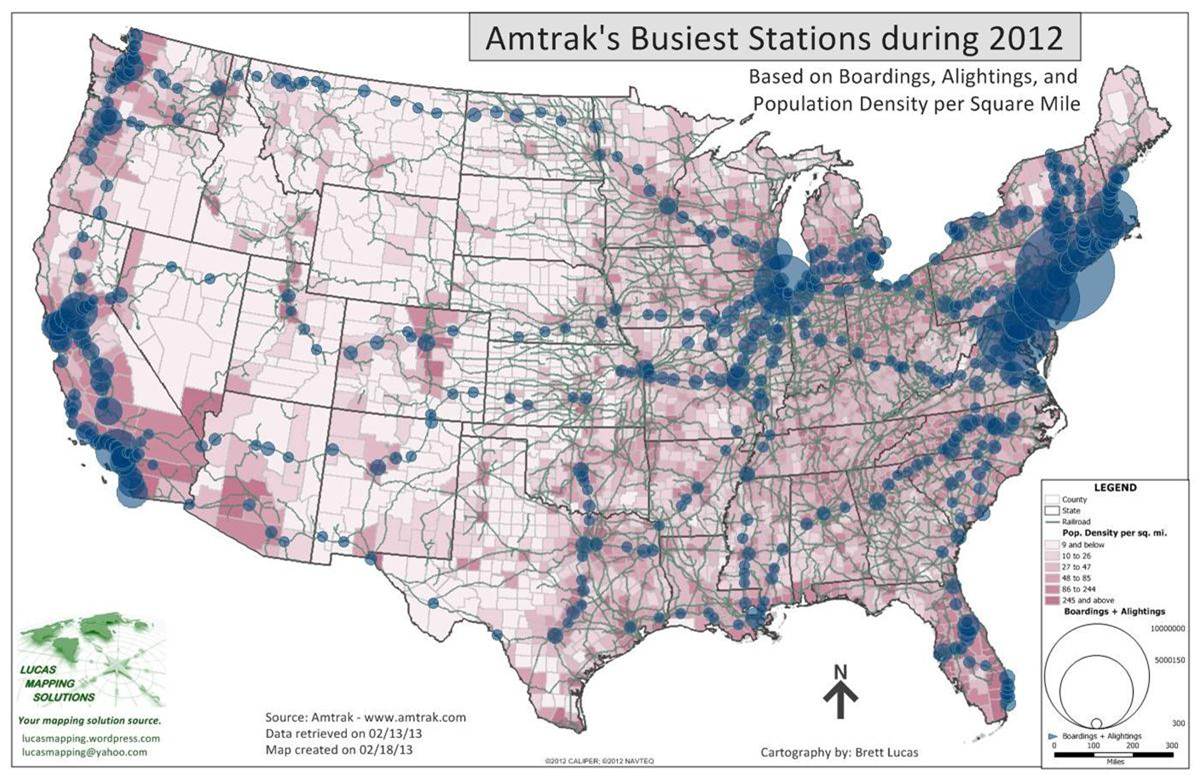 Amtrak's Busiest Stations during 2012
Based on Boardings, Alightings, and
Population Density per Square Mile
LEGEND
County
State
Railroad
Pop. Density per sq. mi.
9 and below
10 to 26
27 to 47
48 to 85
86 to 244
245 and above
Boardings + Alightings
10000000
5000150
300
Boardings + Alightings
0 100 200 300
Miles
N
LUCAS
MAPPING
SOLUTIONS
Your mapping solution source.
lucasmapping.wordpress.com
lucasmapping@yahoo.com
Source: Amtrak - www.amtrak.com
Data retrieved on 02/13/13
Map created on 02/18/13
©2012 CALIPER; ©2012 NAVTEQ
Cartography by: Brett Lucas